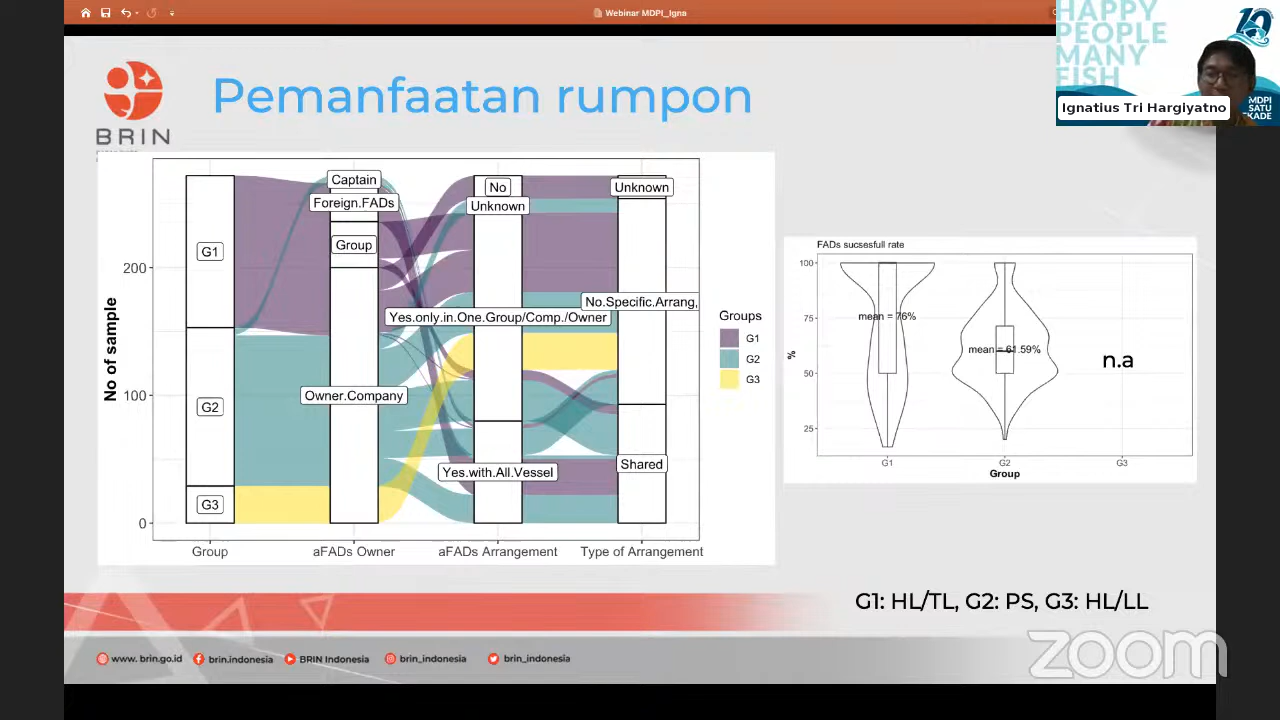 Webinar MDPI_Igna
HAPPY
PEOPLE
MANY
FISH
Ignatius Tri Hargiyatno
MDPI
SATU
BRIN
Pemanfaatan rumpon
No of sample
200
100
0
G1
G2
G3
Captain
Foreign.FADs
Group
Owner.Company
No
Unknown
Yes.only.in.One.Group/Comp./Owner
Yes.with.All.Vessel
Unknown
No.Specific.Arrang,
Shared
Group
aFADs Owner
aFADs Arrangement
Type of Arrangement
Groups
G1
G2
G3
FADs sucsesfull rate
%
100
75
50
25
mean = 76%
mean = 61.59%
n.a
G1
G2
G3
Group
G1: HL/TL, G2: PS, G3: HL/LL
www. brin.go.id
brin.indonesia
BRIN Indonesia
brin_indonesia
brin_indonesia
zoom